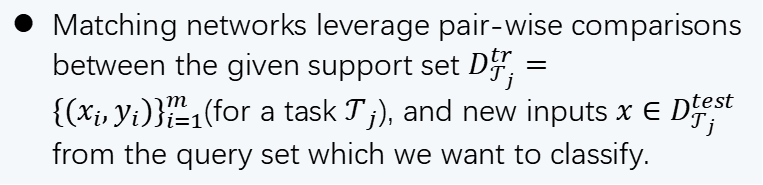 ● Matching networks leverage pair-wise comparisons
between the given support set $D_{\mathcal{T}_j}^{tr} =$
$\{(x_i, y_i)\}_{i=1}^{m}$(for a task $\mathcal{T}_j$), and new inputs $x \in D_{\mathcal{T}_j}^{test}$
from the query set which we want to classify.